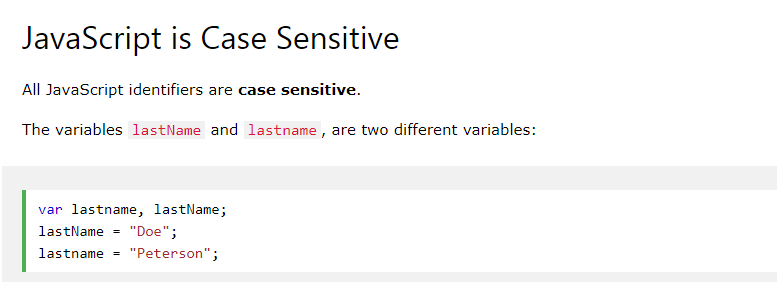 JavaScript is Case Sensitive
All JavaScript identifiers are case sensitive.
The variables lastName and lastname, are two different variables:
var lastname, lastName;
lastName = "Doe";
lastname = "Peterson";